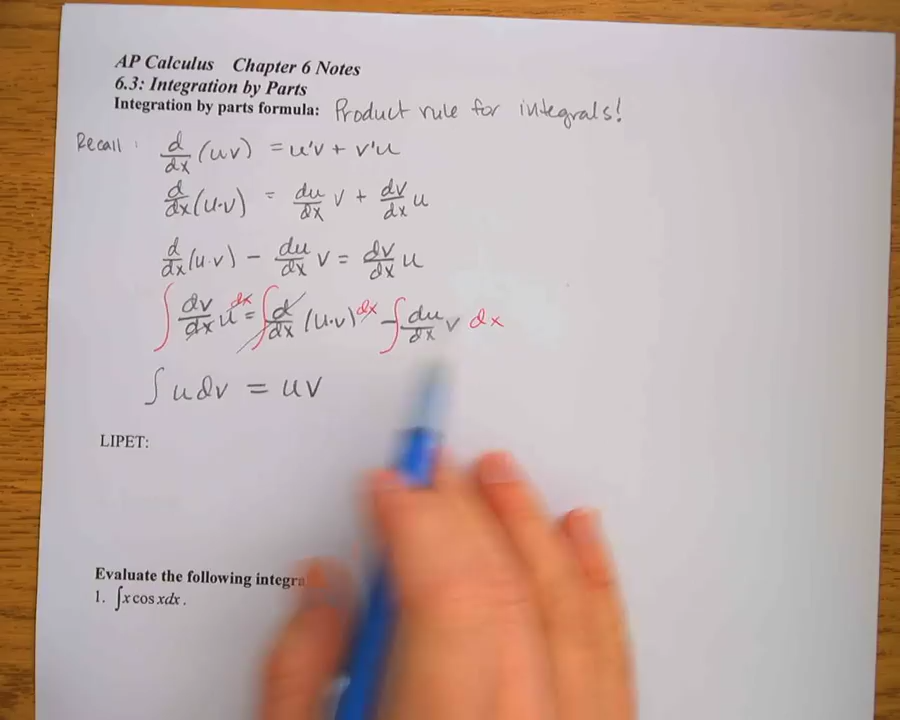 AP Calculus Chapter 6 Notes
6.3: Integration by Parts
Integration by parts formula: Product rule for integrals!
Recall: d/dx (uv) = u'v + v'u
d/dx (u·v) = du/dx v + dv/dx u
d/dx (u·v) - du/dx v = dv/dx u
∫ dv/dx u dx = ∫ d/dx (u·v) dx - ∫ du/dx v dx
∫ u dv = uv
LIPET:
Evaluate the following integra
1. ∫x cos xdx.